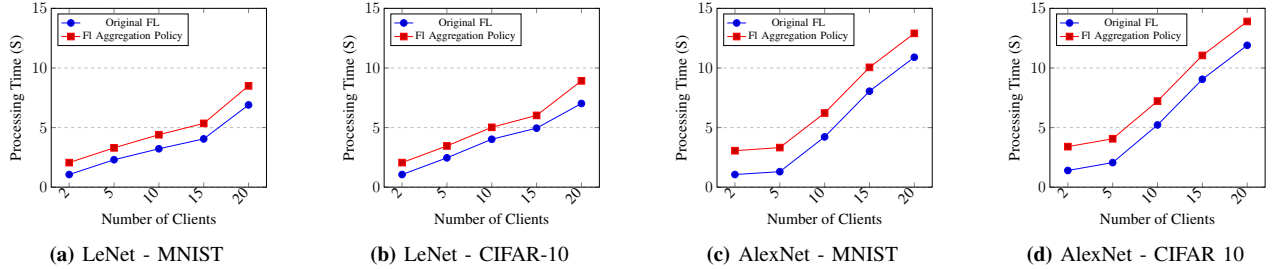 15
10
5
0
Processing Time (S)
Original FL
Fl Aggregation Policy
2
5
10
15
20
Number of Clients
(a) LeNet - MNIST
15
10
5
0
Processing Time (S)
Original FL
Fl Aggregation Policy
2
5
10
15
20
Number of Clients
(b) LeNet - CIFAR-10
15
10
5
0
Processing Time (S)
Original FL
Fl Aggregation Policy
2
5
10
15
20
Number of Clients
(c) AlexNet - MNIST
15
10
5
0
Processing Time (S)
Original FL
Fl Aggregation Policy
2
5
10
15
20
Number of Clients
(d) AlexNet - CIFAR 10